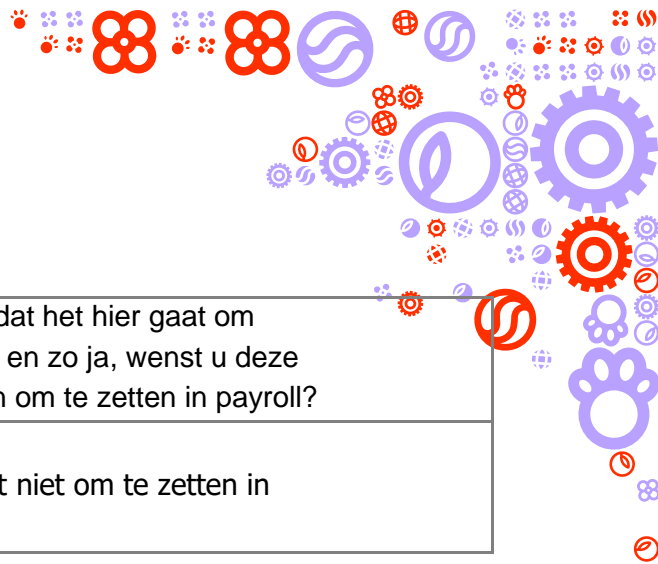 dat het hier gaat om
en zo ja, wenst u deze
om te zetten in payroll?
niet om te zetten in